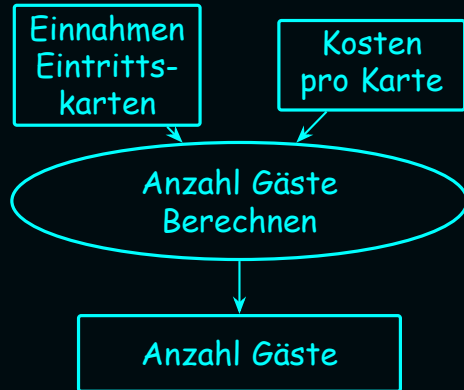 Einnahmen
Eintritts-
karten
Kosten
pro Karte
Anzahl Gäste
Berechnen
Anzahl Gäste